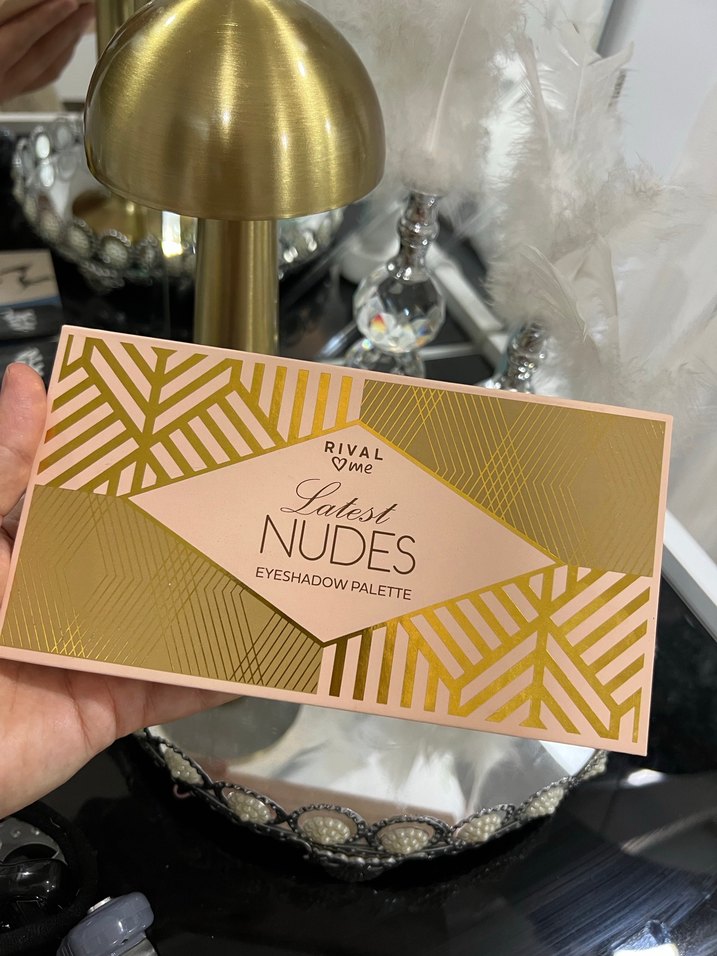 RIVAL
♡me
Latest
NUDES
EYESHADOW PALETTE